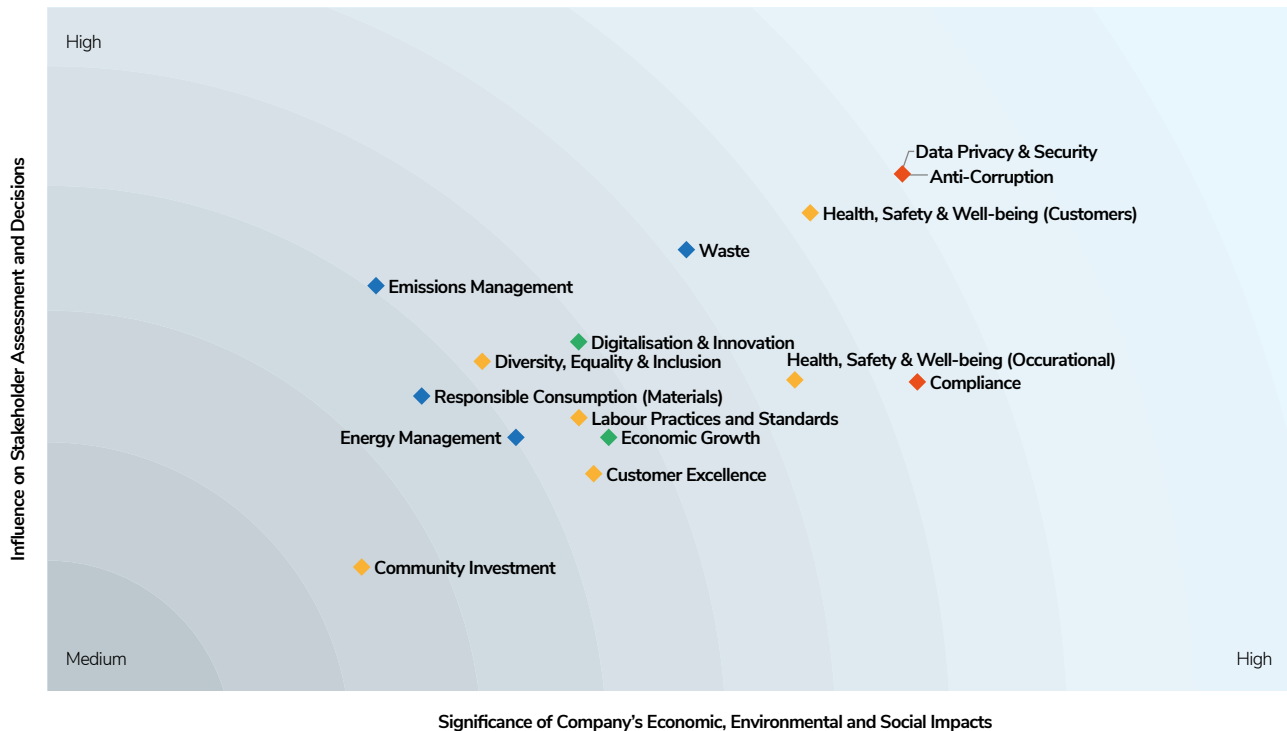 High
Data Privacy & Security
Anti-Corruption
Health, Safety & Well-being (Customers)
Waste
Emissions Management
Digitalisation & Innovation
Health, Safety & Well-being (Occurational)
Diversity, Equality & Inclusion
Compliance
Responsible Consumption (Materials)
Labour Practices and Standards
Energy Management
Economic Growth
Customer Excellence
Community Investment
Medium
High
Influence on Stakeholder Assessment and Decisions
Significance of Company's Economic, Environmental and Social Impacts